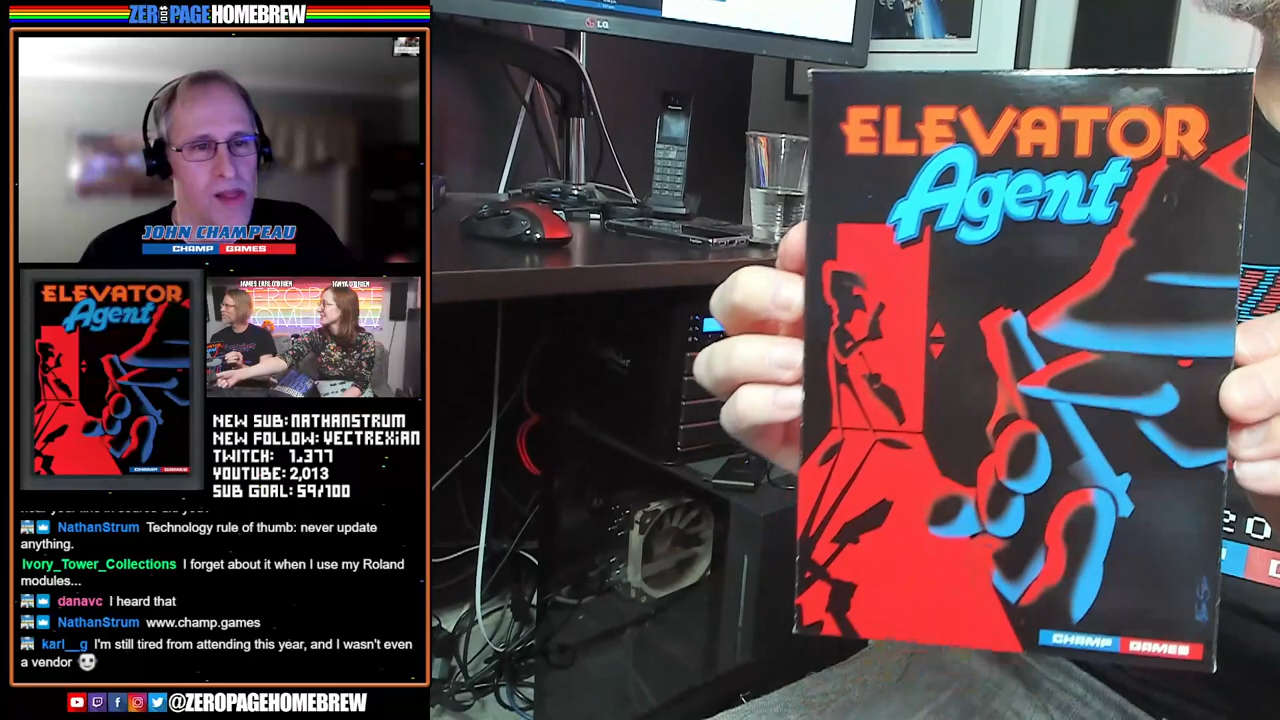 ZEROPAGE HOMEBREW
JOHN CHAMPEAU
CHAMP GAMES
ELEVATOR
Agent
CHAMP GAMES
JAMES EARL O'BRIEN
TANYA O'BRIEN
NEW SUB: NATHANSTRUM
NEW FOLLOW: VECTREXIAN
TWITCH: 1,377
YOUTUBE: 2,013
SUB GOAL: 59/100
NathanStrum Technology rule of thumb: never update
anything.
Ivory_Tower_Collections I forget about it when I use my Roland
modules...
danavc I heard that
NathanStrum www.champ.games
karl__g I'm still tired from attending this year, and I wasn't even
a vendor
@ZEROPAGEHOMEBREW
LG
ELEVATOR
Agent
CHAMP GAMES